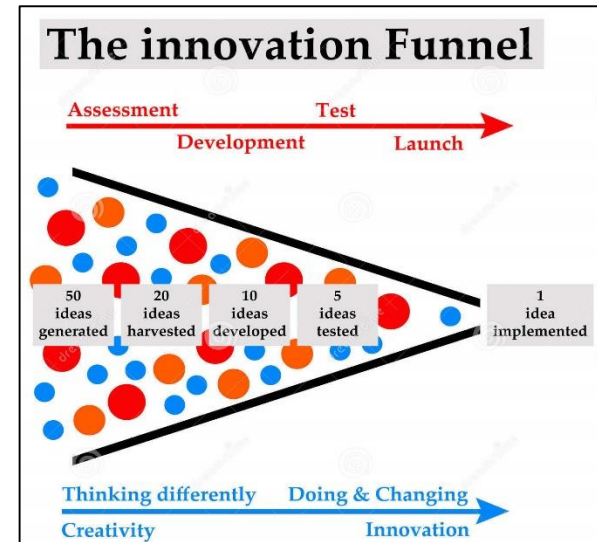 The innovation Funnel
Assessment Test
Development Launch
50 20 10 5 1
ideas ideas ideas ideas idea
generated harvested developed tested implemented
Thinking differently Doing & Changing
Creativity Innovation